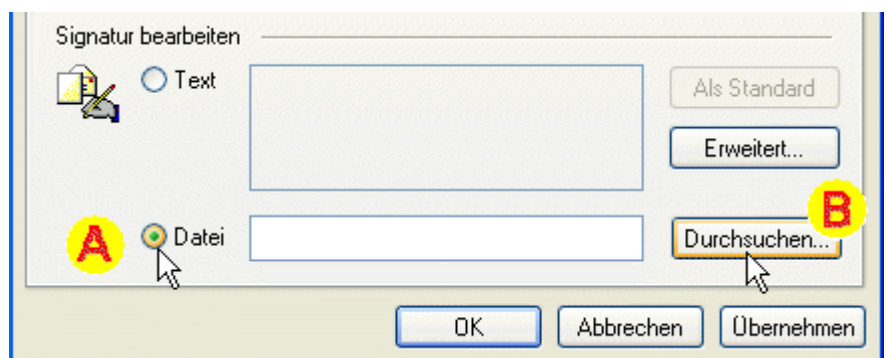 Signatur bearbeiten
Text
Als Standard
Erweitert...
A
Datei
B
Durchsuchen...
OK
Abbrechen
Übernehmen